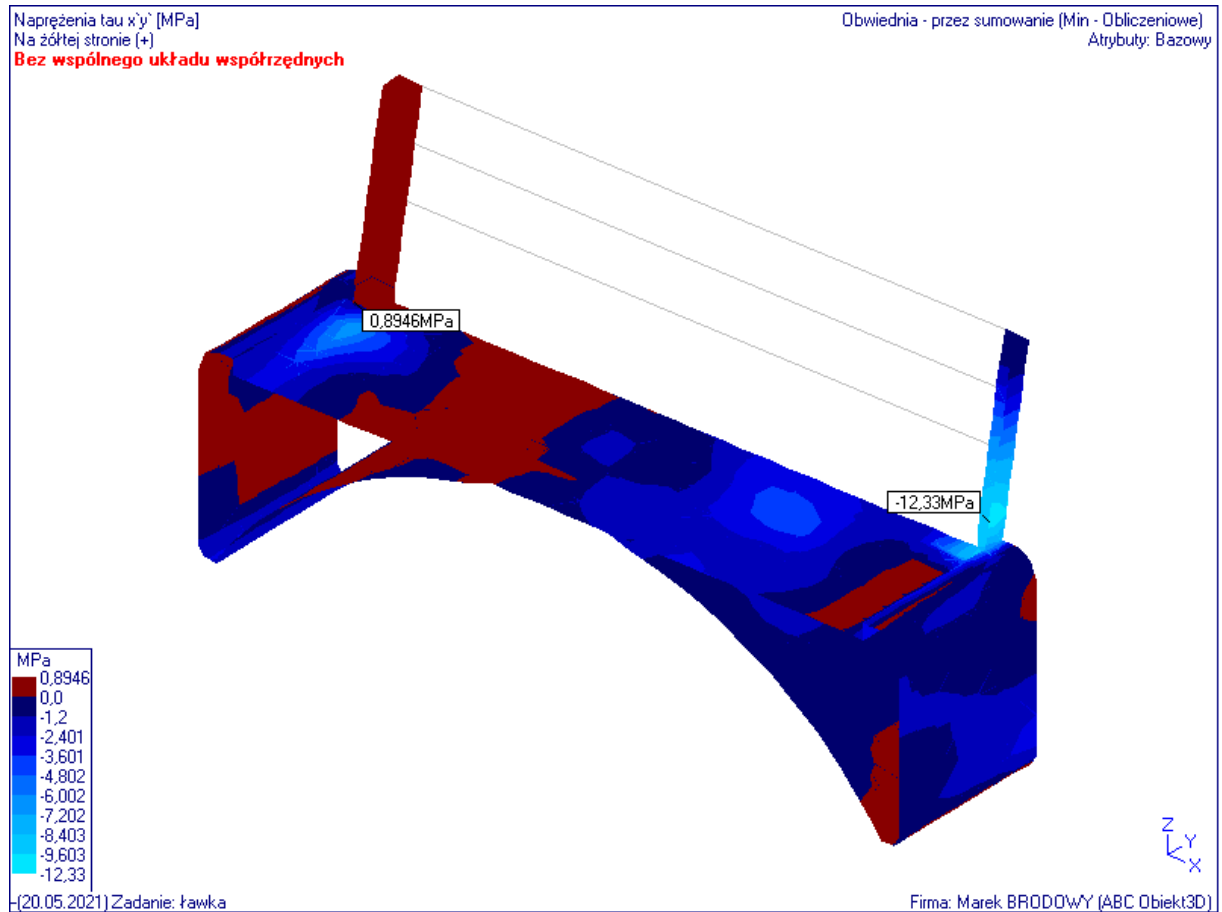 Naprężenia tau x`y` [MPa]
Na żółtej stronie (+)
Bez wspólnego układu współrzędnych
Obwiednia - przez sumowanie (Min - Obliczeniowe)
Atrybuty: Bazowy
0,8946MPa
-12,33MPa
MPa
0,8946
0,0
-1,2
-2,401
-3,601
-4,802
-6,002
-7,202
-8,403
-9,603
-12,33
Z
Y
X
-(20.05.2021) Zadanie: ławka
Firma: Marek BRODOWY (ABC Obiekt3D)